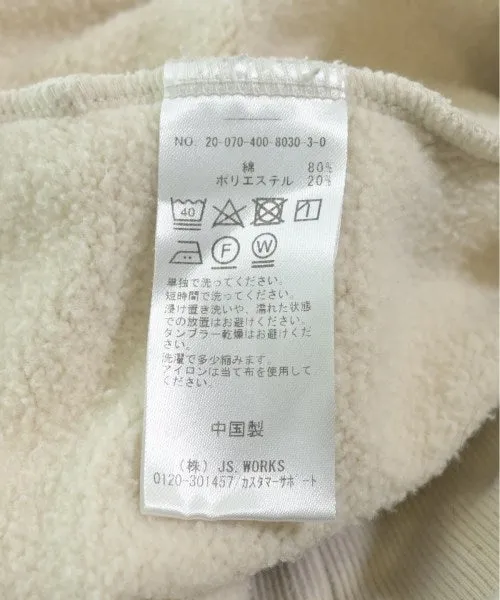 NO. 20-070-400-8030-3-0
綿 80%
ポリエステル 20%
40
F W
単独で洗ってください。
短時間で洗ってください。
浸け置き洗いや、濡れた状態
での放置はお避けください。
タンブラー乾燥はお避けくださ
い。
洗濯で多少縮みます。
アイロンは当て布を使用して
ください。
中国製
(株) JS.WORKS
0120-301457/カスタマーサポート